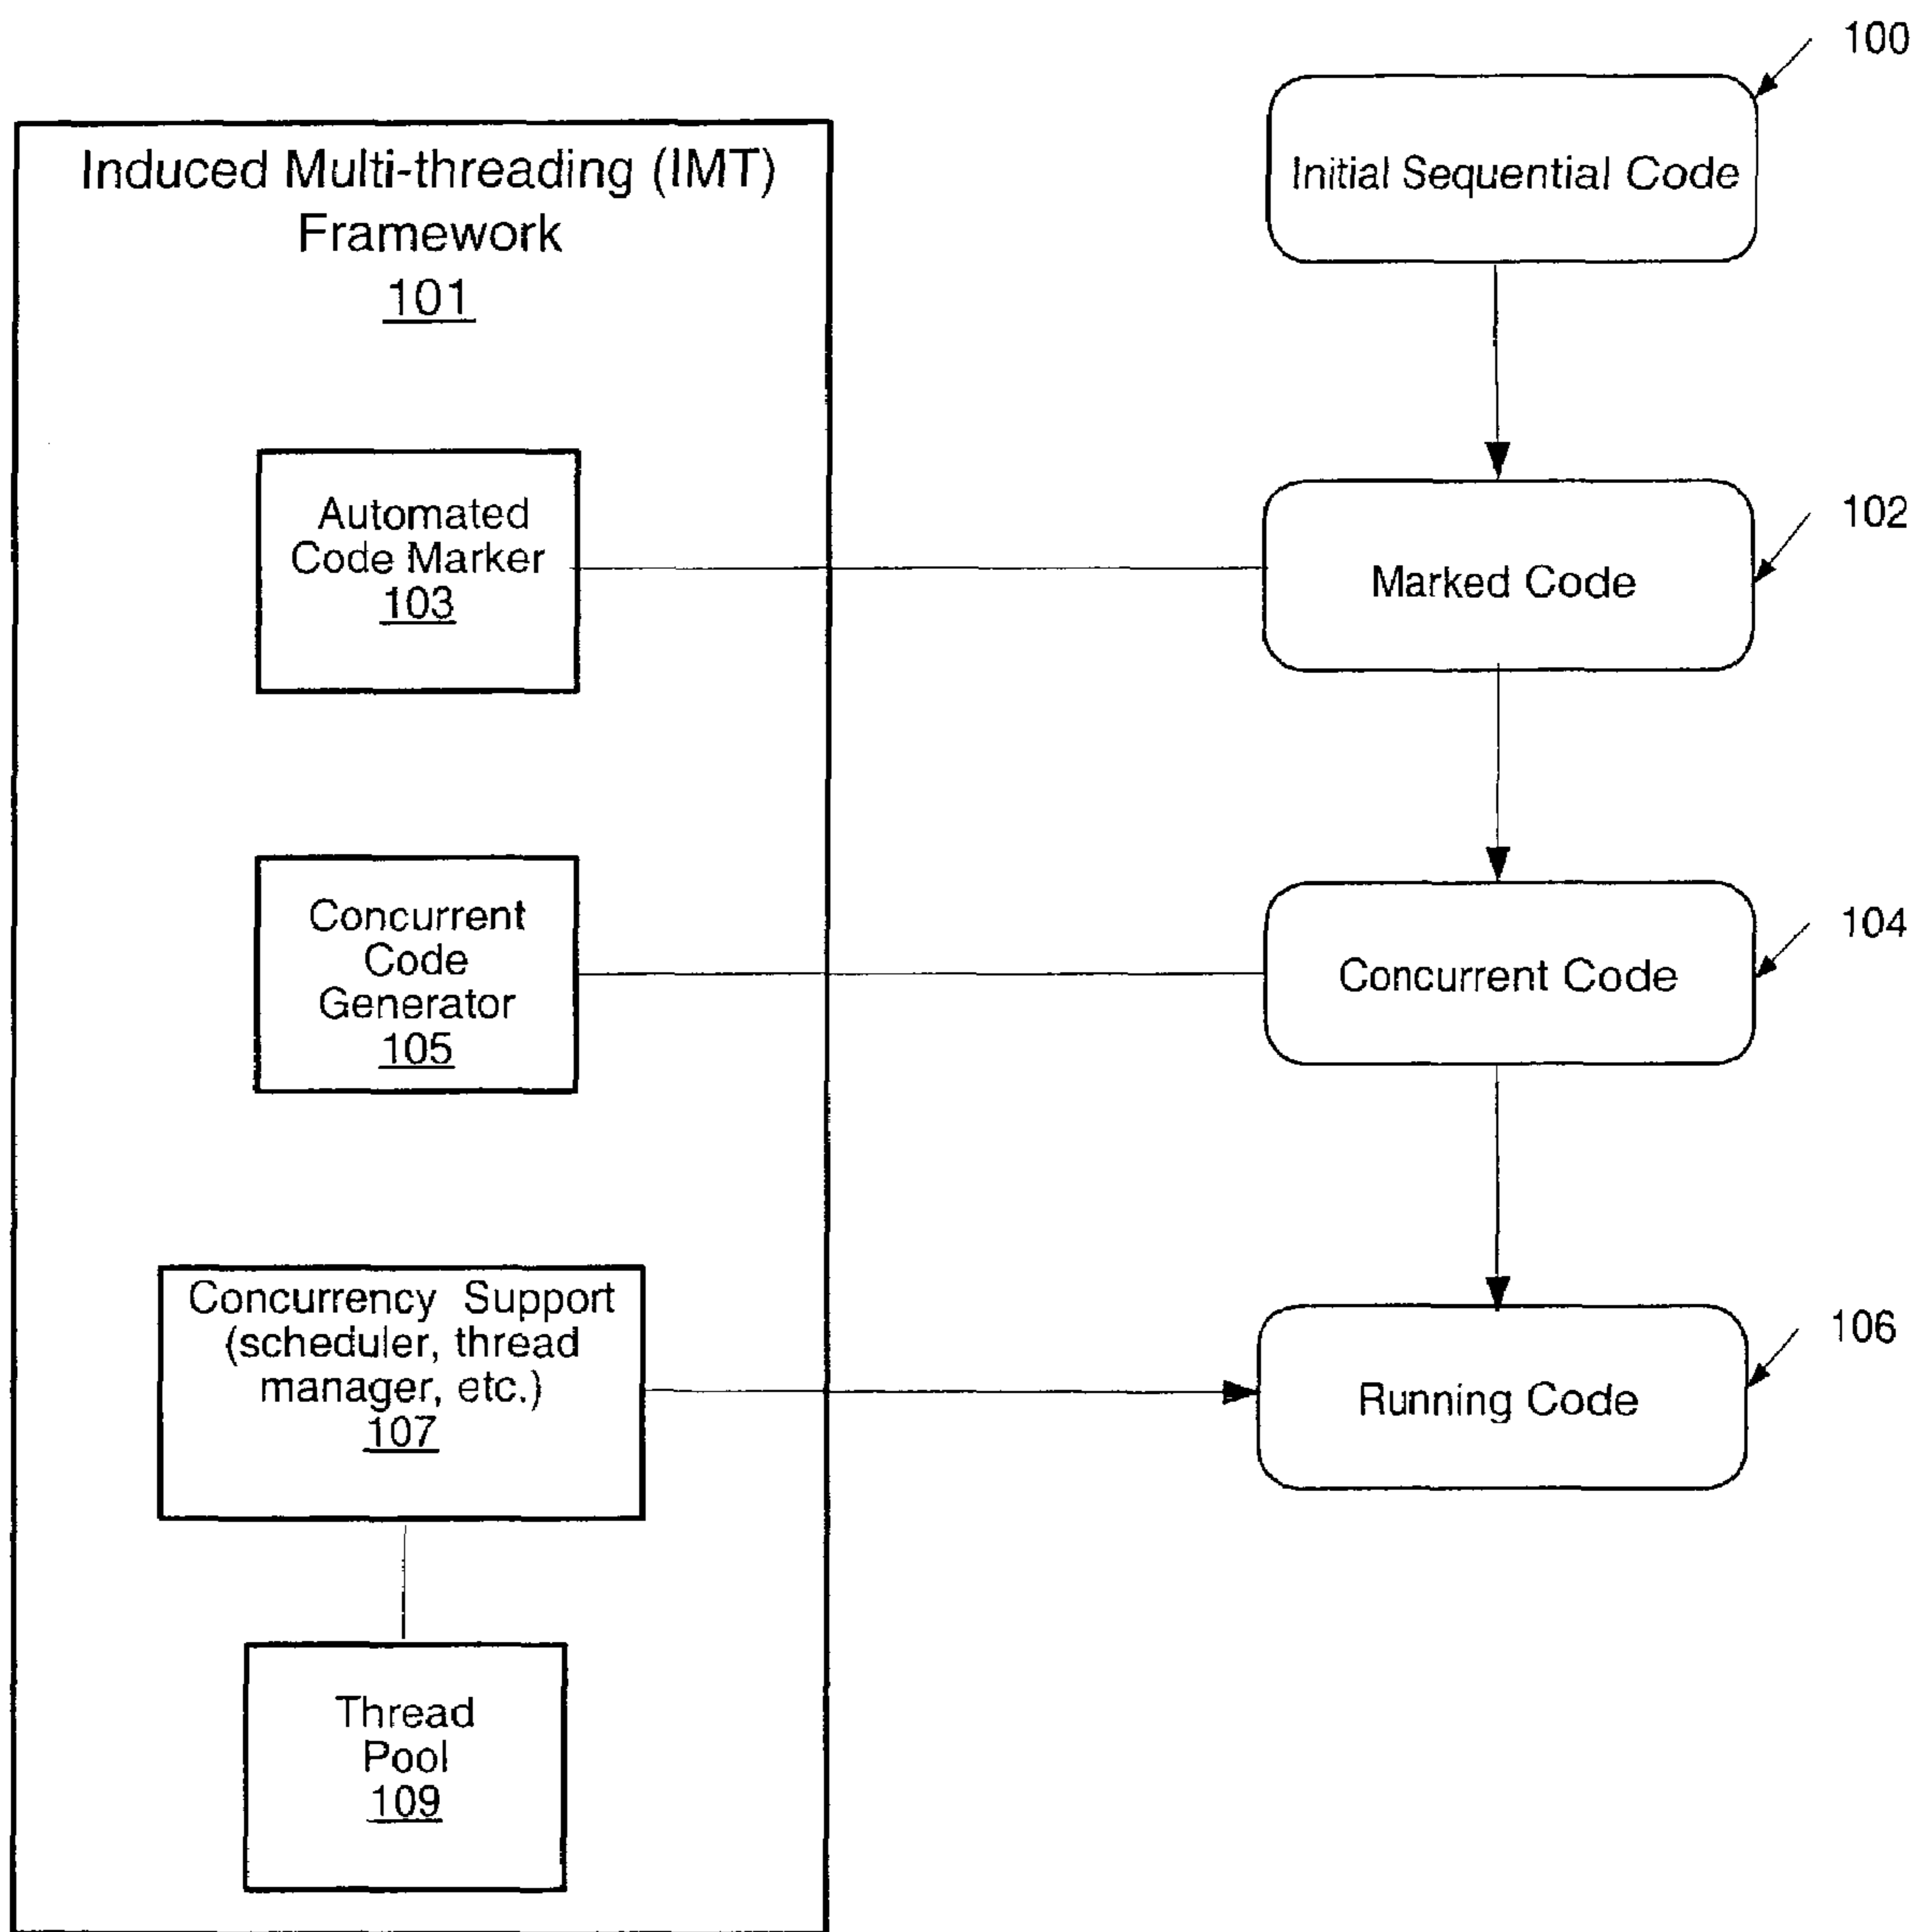 100
Initial Sequential Code
Induced Multi-threading (IMT)
Framework
101
Automated
Code Marker
103
102
Marked Code
Concurrent
Code
Generator
105
104
Concurrent Code
Concurrency Support
(scheduler, thread
manager, etc.)
107
106
Running Code
Thread
Pool
109